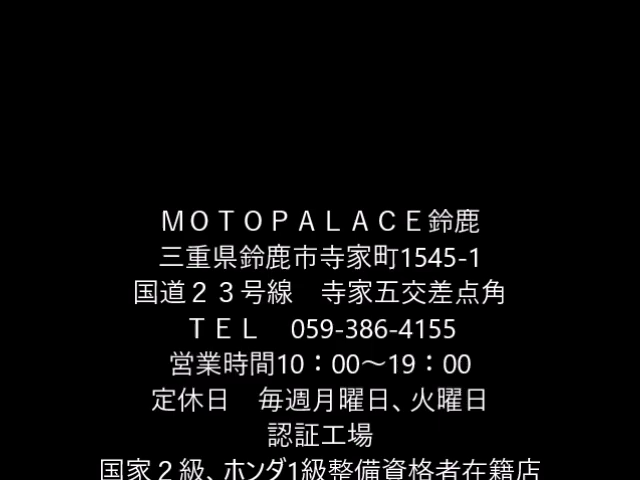 ＭＯＴＯＰＡＬＡＣＥ鈴鹿
三重県鈴鹿市寺家町1545-1
国道２３号線　寺家五交差点角
ＴＥＬ　059-386-4155
営業時間10：00～19：00
定休日　毎週月曜日、火曜日
認証工場
国家２級、ホンダ1級整備資格者在籍店